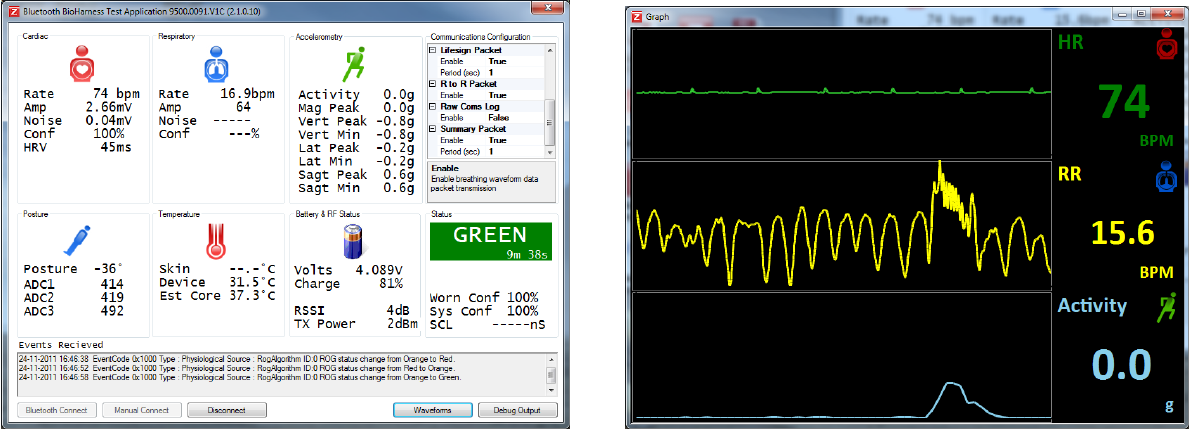 Bluetooth BioHarness Test Application 9500.0091.V1C (2.1.0.10)
Cardiac
Rate 74 bpm
Amp 2.66mV
Noise 0.04mV
Conf 100%
HRV 45ms
Respiratory
Rate 16.9bpm
Amp 64
Noise -----
Conf ---%
Accelerometry
Activity 0.0g
Mag Peak 0.0g
Vert Peak -0.8g
Vert Min -0.8g
Lat Peak -0.2g
Lat Min -0.2g
Sagt Peak 0.6g
Sagt Min 0.6g
Communications Configuration
Lifesign Packet
Enable True
Period (sec) 1
R to R Packet
Enable True
Raw Coms Log
Enable False
Summary Packet
Enable True
Period (sec) 1
Enable
Enable breathing waveform data
packet transmission
Posture
Posture -36°
ADC1 414
ADC2 419
ADC3 492
Temperature
Skin --.-°C
Device 31.5°C
Est Core 37.3°C
Battery & RF Status
Volts 4.089V
Charge 81%
RSSI 4dB
TX Power 2dBm
Status
GREEN
9m 38s
Worn Conf 100%
Sys Conf 100%
SCL -----nS
Events Recieved
24-11-2011 16:46:38 EventCode 0x1000 Type : Physiological Source : RogAlgorithm ID:0 ROG status change from Orange to Red.
24-11-2011 16:46:52 EventCode 0x1000 Type : Physiological Source : RogAlgorithm ID:0 ROG status change from Red to Orange.
24-11-2011 16:46:58 EventCode 0x1000 Type : Physiological Source : RogAlgorithm ID:0 ROG status change from Orange to Green.
Bluetooth Connect
Manual Connect
Disconnect
Waveforms
Debug Output
Graph
Rate 74 bpm Rate 15.6bpm
HR
74
BPM
RR
15.6
BPM
Activity
0.0
g